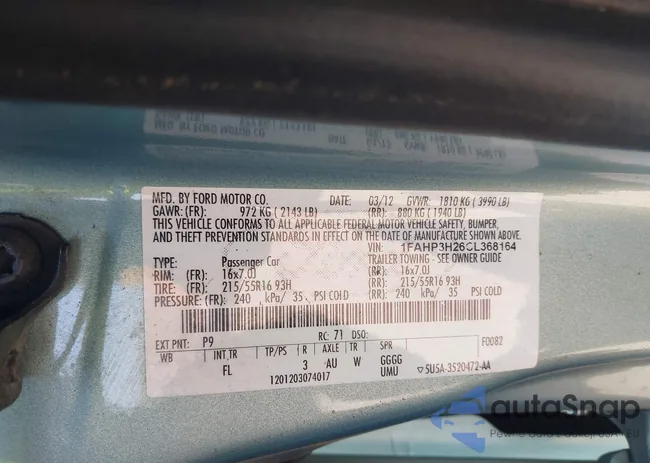 MFD. BY FORD MOTOR CO.
DATE: 03/12 GVWR: 1810 KG ( 3990 LB)
GAWR: (FR): 972 KG ( 2143 LB) (RR): 880 KG ( 1940 LB)
THIS VEHICLE CONFORMS TO ALL APPLICABLE FEDERAL MOTOR VEHICLE SAFETY, BUMPER,
AND THEFT PREVENTION STANDARDS IN EFFECT ON THE DATE OF MANUFACTURE SHOWN ABOVE.
VIN: 1FAHP3H26CL368164
TYPE: Passenger Car TRAILER TOWING - SEE OWNER GUIDE
RIM: (FR): 16x7.0J (RR): 16x7.0J
TIRE: (FR): 215/55R16 93H (RR): 215/55R16 93H
PRESSURE: (FR): 240 kPa/ 35 PSI COLD (RR): 240 kPa/ 35 PSI COLD
EXT PNT: P9 RC: 71 DSO: F0082
WB INT TR TP/PS R AXLE TR SPR
FL 3 AU W GGGG
UMU
1201203074017
5U5A-3520472-AA
autoSnap